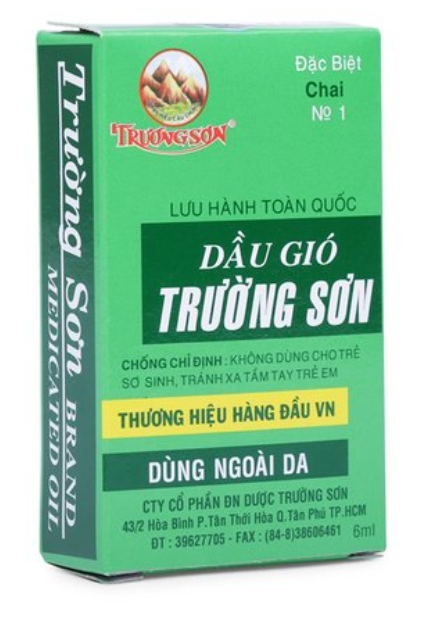 Đặc Biệt
Chai
№ 1
TRƯỜNG SƠN®
LƯU HÀNH TOÀN QUỐC
DẦU GIÓ
TRƯỜNG SƠN
CHỐNG CHỈ ĐỊNH : KHÔNG DÙNG CHO TRẺ
SƠ SINH, TRÁNH XA TẦM TAY TRẺ EM
THƯƠNG HIỆU HÀNG ĐẦU VN
DÙNG NGOÀI DA
CTY CỔ PHẦN ĐN DƯỢC TRƯỜNG SƠN
43/2 Hòa Bình P.Tân Thới Hòa Q.Tân Phú TP.HCM
ĐT : 39627705 - FAX : (84-8)38606461
6ml
Trường Sơn BRAND
MEDICATED OIL